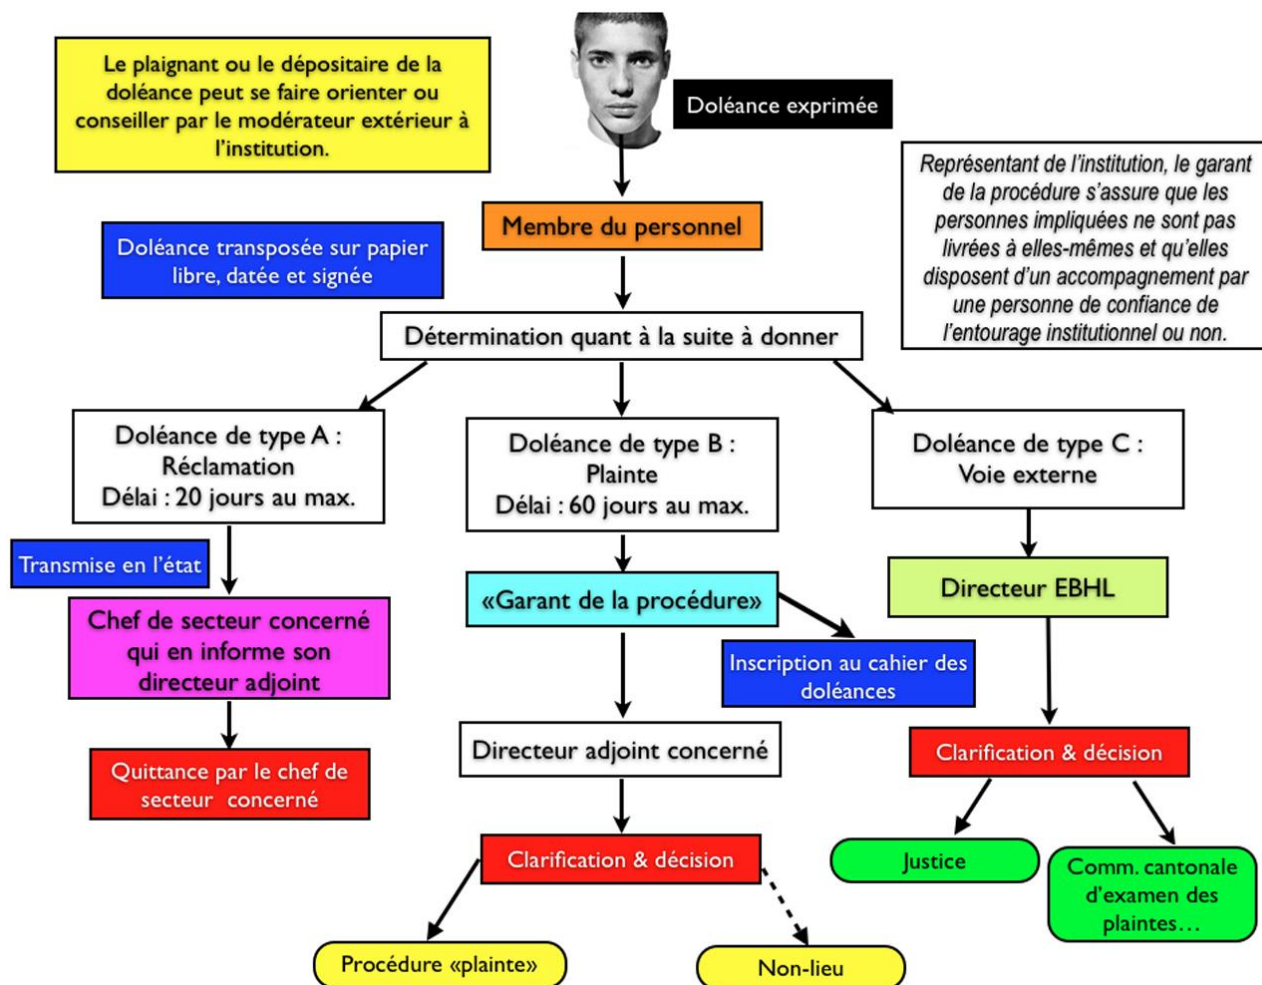 Le plaignant ou le dépositaire de la
doléance peut se faire orienter ou
conseiller par le modérateur extérieur à
l'institution.
Doléance exprimée
Représentant de l'institution, le garant
de la procédure s'assure que les
personnes impliquées ne sont pas
livrées à elles-mêmes et qu'elles
disposent d'un accompagnement par
une personne de confiance de
l'entourage institutionnel ou non.
Membre du personnel
Doléance transposée sur papier
libre, datée et signée
Détermination quant à la suite à donner
Doléance de type A :
Réclamation
Délai : 20 jours au max.
Doléance de type B :
Plainte
Délai : 60 jours au max.
Doléance de type C :
Voie externe
Transmise en l'état
Chef de secteur concerné
qui en informe son
directeur adjoint
«Garant de la procédure»
Directeur EBHL
Inscription au cahier des
doléances
Quittance par le chef de
secteur concerné
Directeur adjoint concerné
Clarification & décision
Clarification & décision
Justice
Comm. cantonale
d'examen des
plaintes...
Procédure «plainte»
Non-lieu